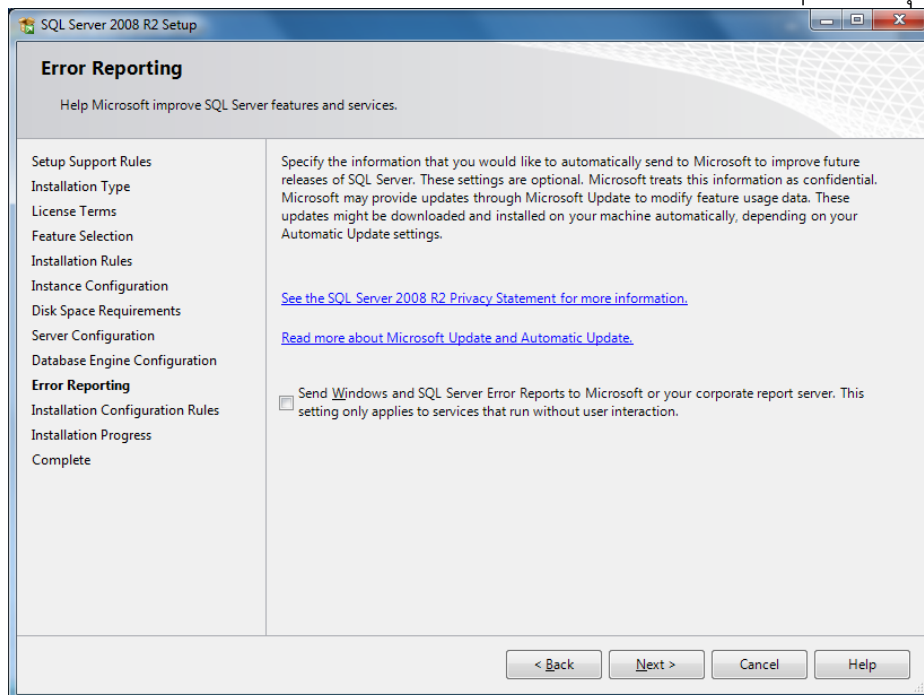 SQL Server 2008 R2 Setup
Error Reporting
Help Microsoft improve SQL Server features and services.
Setup Support Rules
Installation Type
License Terms
Feature Selection
Installation Rules
Instance Configuration
Disk Space Requirements
Server Configuration
Database Engine Configuration
Error Reporting
Installation Configuration Rules
Installation Progress
Complete
Specify the information that you would like to automatically send to Microsoft to improve future
releases of SQL Server. These settings are optional. Microsoft treats this information as confidential.
Microsoft may provide updates through Microsoft Update to modify feature usage data. These
updates might be downloaded and installed on your machine automatically, depending on your
Automatic Update settings.
See the SQL Server 2008 R2 Privacy Statement for more information.
Read more about Microsoft Update and Automatic Update.
Send Windows and SQL Server Error Reports to Microsoft or your corporate report server. This
setting only applies to services that run without user interaction.
< Back
Next >
Cancel
Help